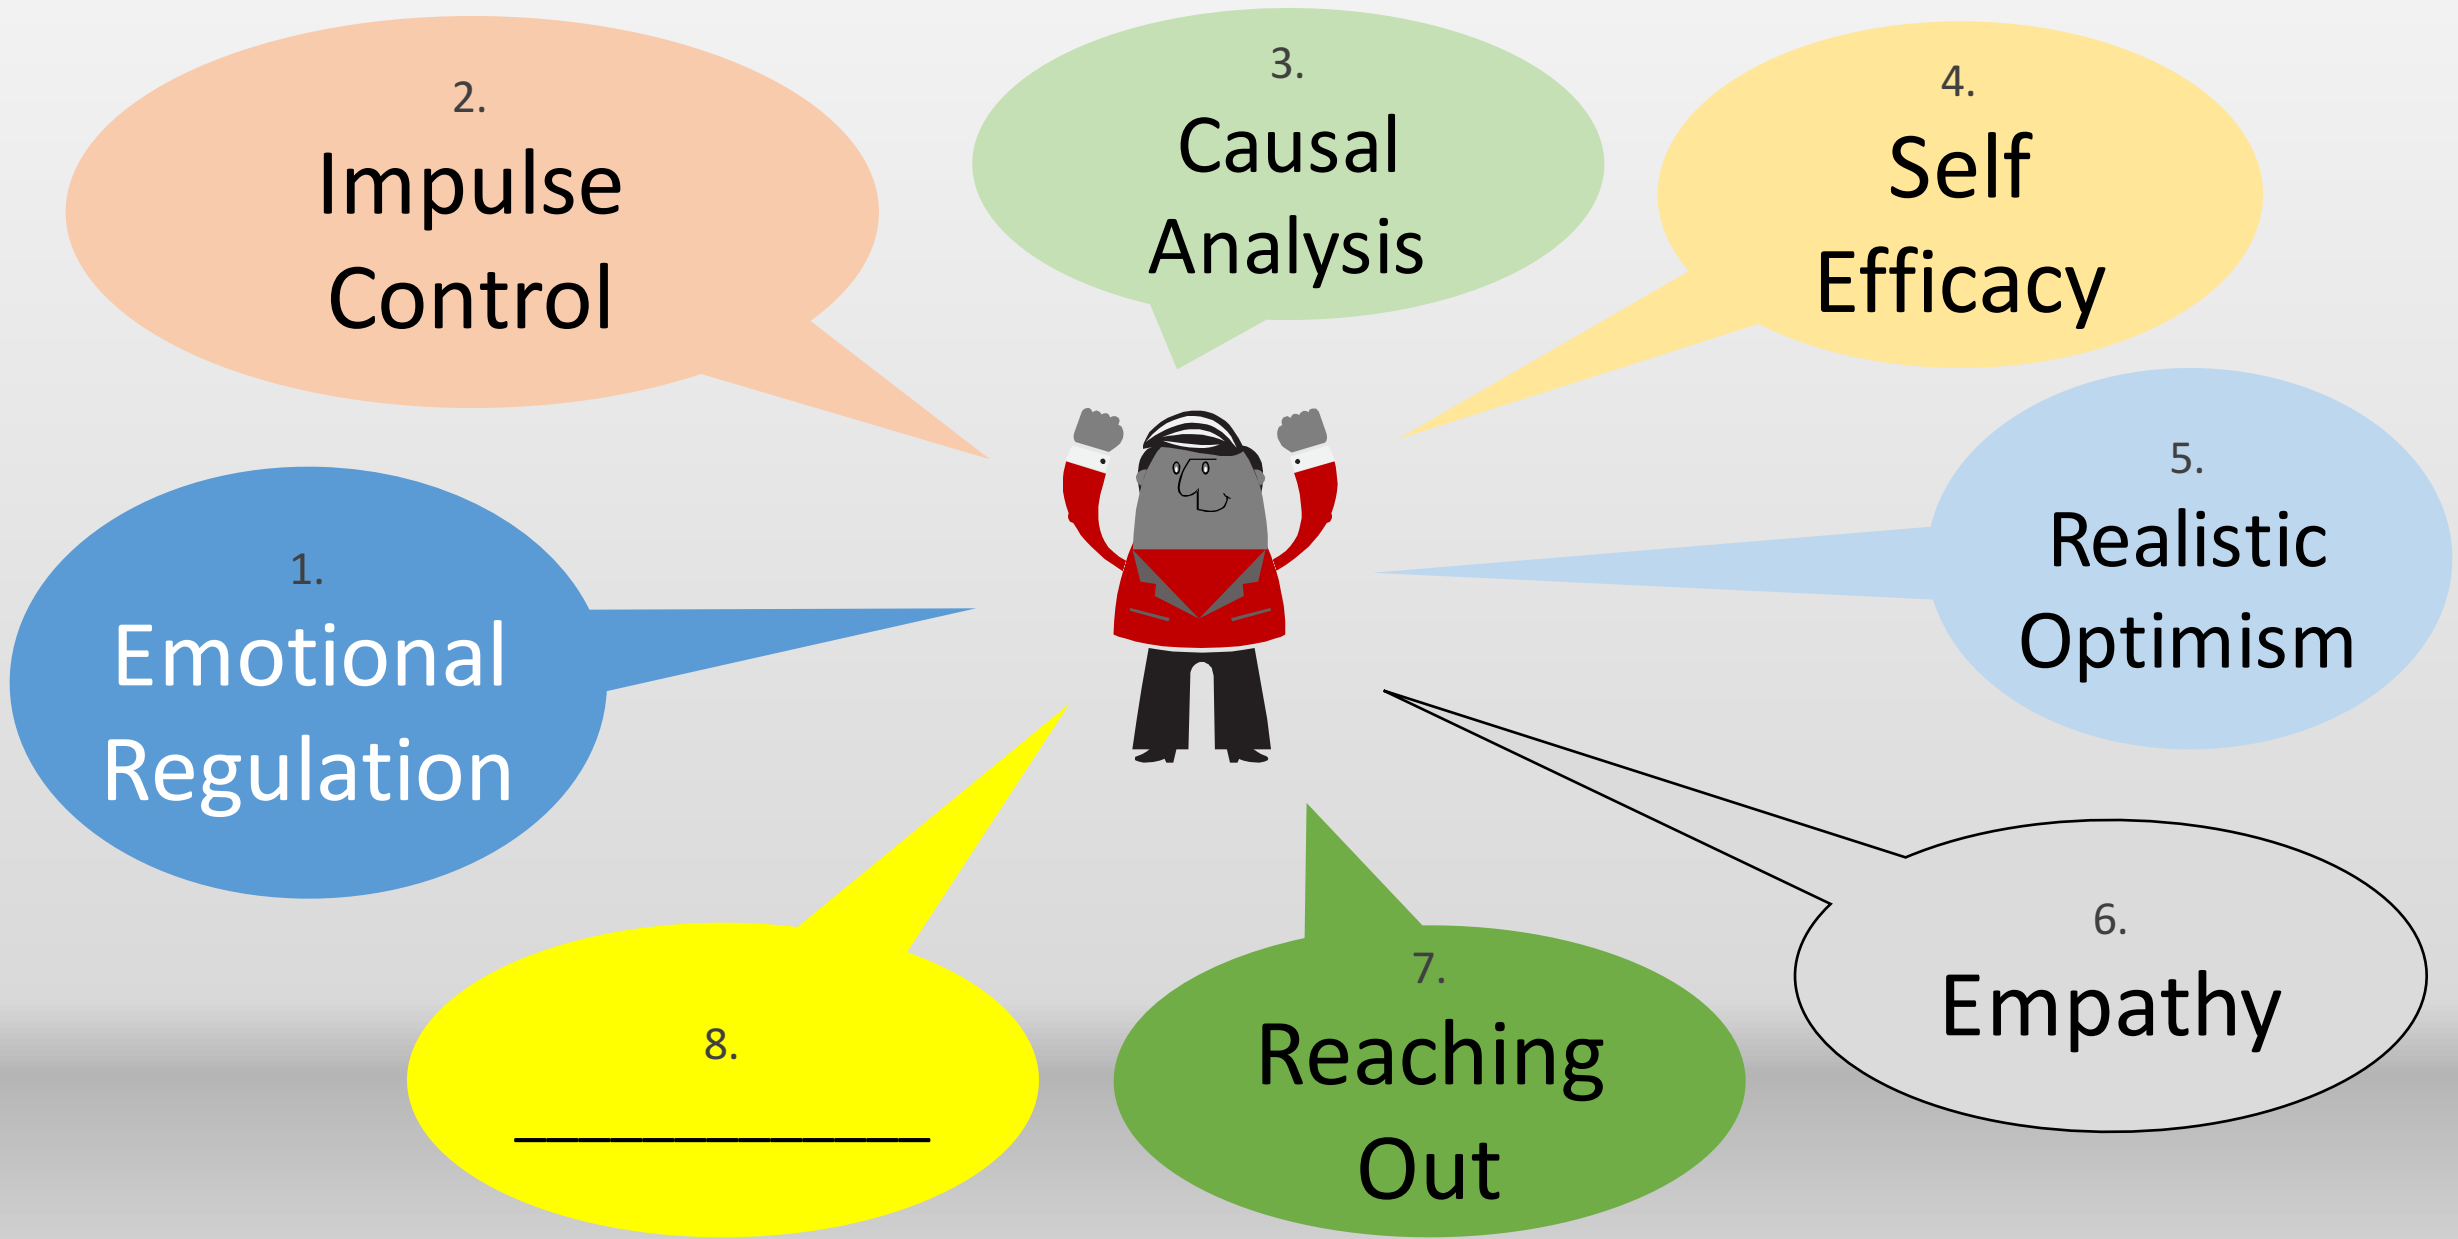 1.
Emotional
Regulation
2.
Impulse
Control
3.
Causal
Analysis
4.
Self
Efficacy
5.
Realistic
Optimism
6.
Empathy
7.
Reaching
Out
8.
_____________